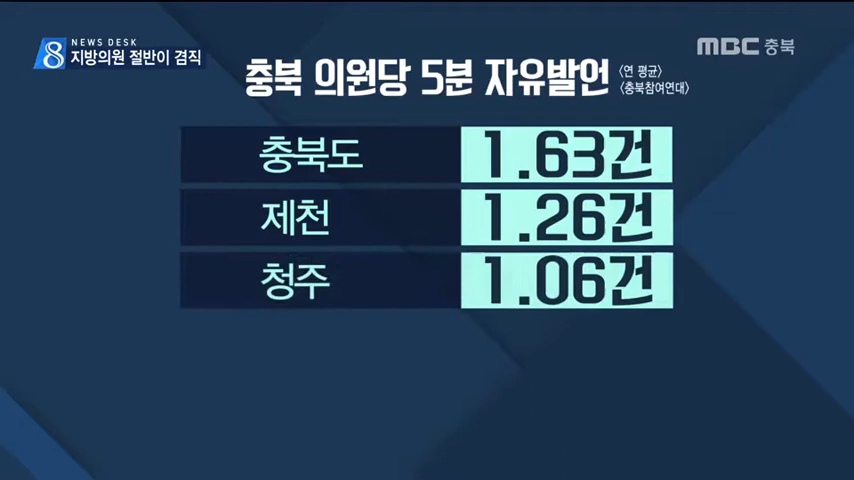 NEWS DESK
8 지방의원 절반이 겸직
MBC 충북
충북 의원당 5분 자유발언
〈연 평균〉
〈충북참여연대〉
충북도 1.63건
제천 1.26건
청주 1.06건